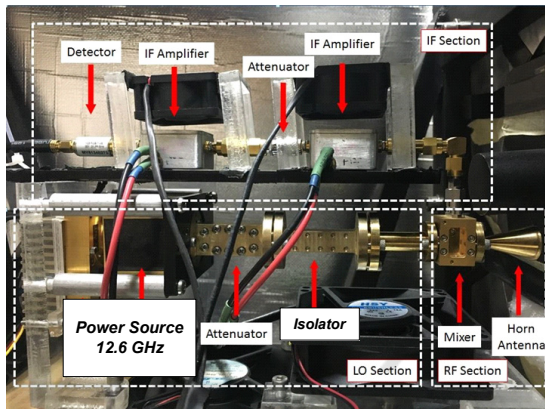 IF Amplifier
IF Section
Detector
IF Amplifier
Attenuator
Power Source
12.6 GHz
Attenuator
Isolator
Mixer
Horn
Antenna
LO Section
RF Section